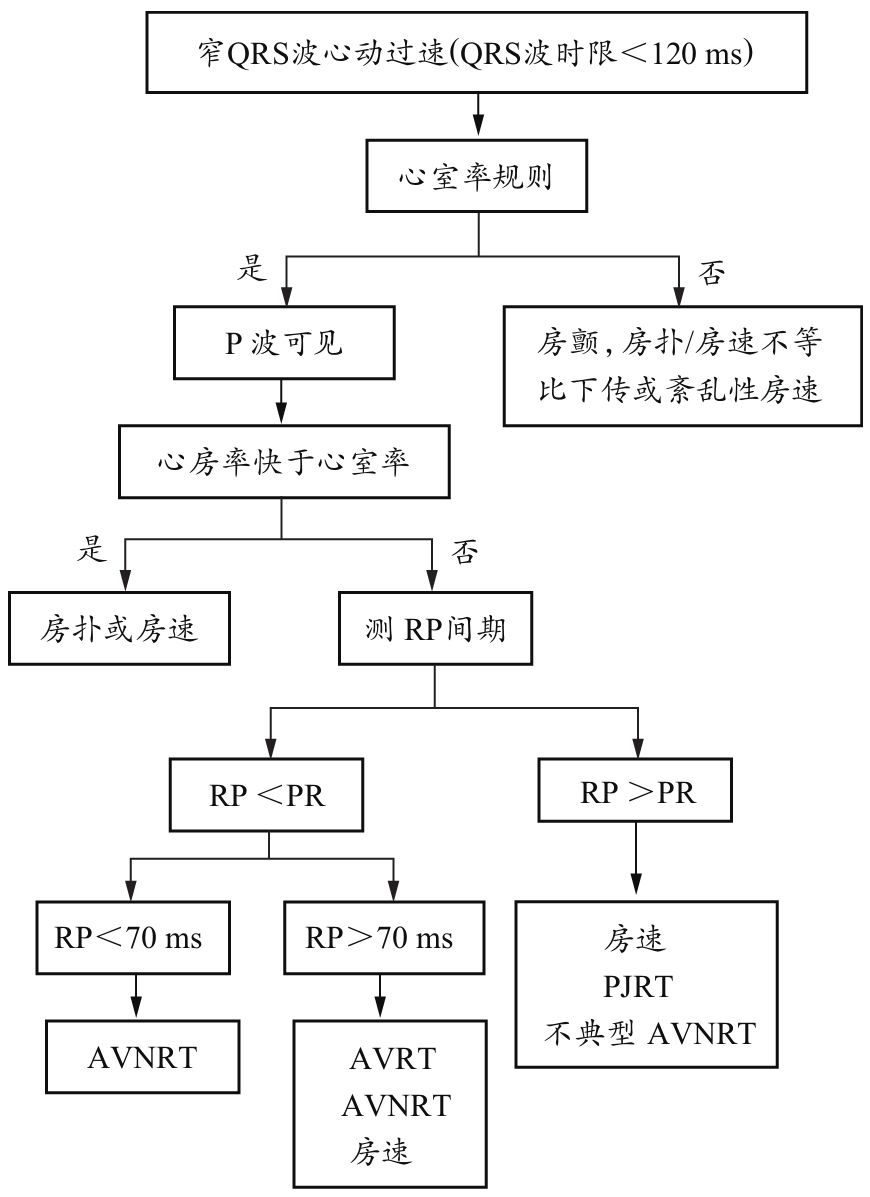 窄QRS波心动过速(QRS波时限＜120 ms)
心室率规则
是
否
P 波可见
房颤，房扑/房速不等
比下传或紊乱性房速
心房率快于心室率
是
否
房扑或房速
测 RP间期
RP＜PR
RP＞PR
RP＜70 ms
RP＞70 ms
房速
PJRT
不典型 AVNRT
AVNRT
AVRT
AVNRT
房速